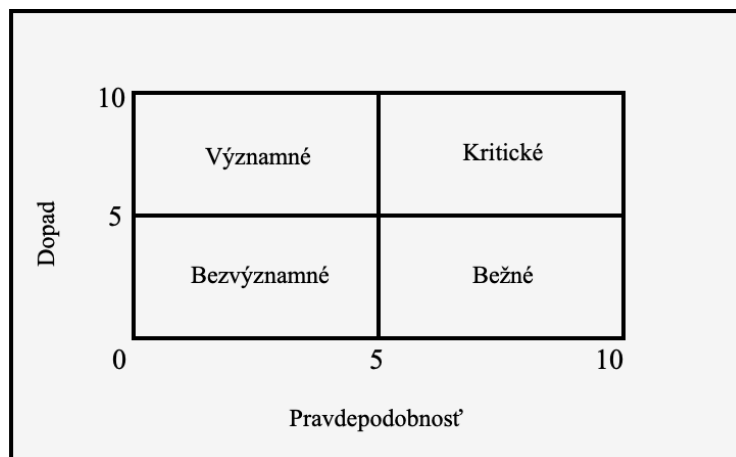 10
Významné
Kritické
5
Dopad
Bezvýznamné
Bežné
0
5
10
Pravdepodobnosť